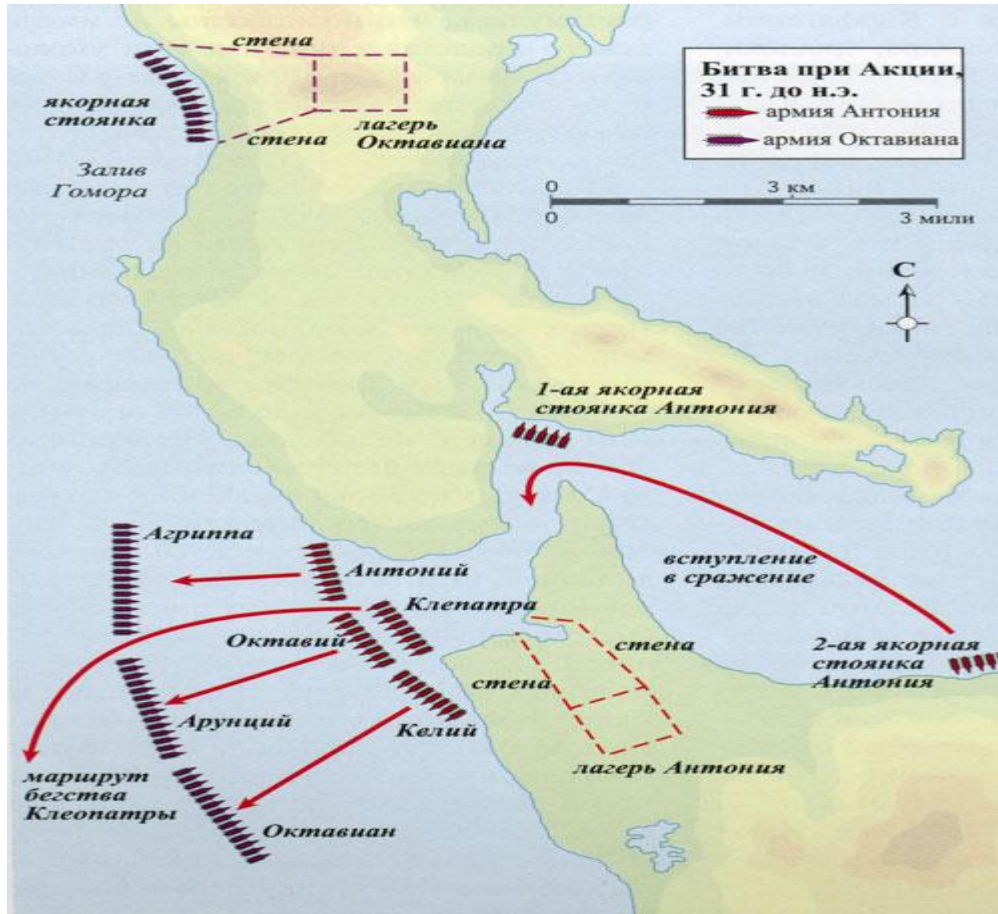 стена
якорная
стоянка
стена
лагерь
Октавиана
Залив
Гомора
Битва при Акции,
31 г. до н.э.
армия Антония
армия Октавиана
0 3 км
0 3 мили
С
1-ая якорная
стоянка Антония
Агриппа
Антоний
Клепатра
Октавий
вступление
в сражение
стена
стена
2-ая якорная
стоянка
Антония
Арунций
Келий
лагерь Антония
маршрут
бегства
Клеопатры
Октавиан